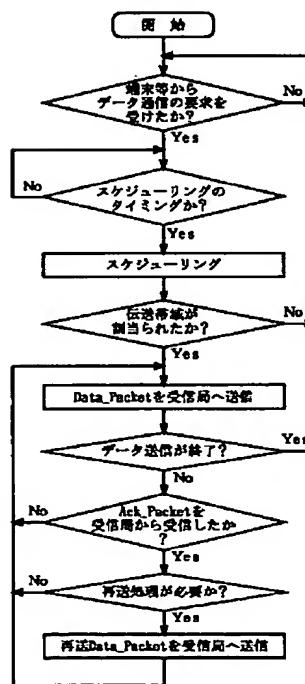 開 始
端末等から
データ通信の要求を
受けたか?
No
Yes
No
スケジューリングの
タイミングか?
Yes
スケジューリング
伝送帯域が
割当られたか?
No
Yes
Data_Packetを受信局へ送信
データ送信が終了?
Yes
No
No
Ack_Packetを
受信局から受信したか
?
Yes
No
再送処理が必要か?
Yes
再送Data_Packetを受信局へ送信